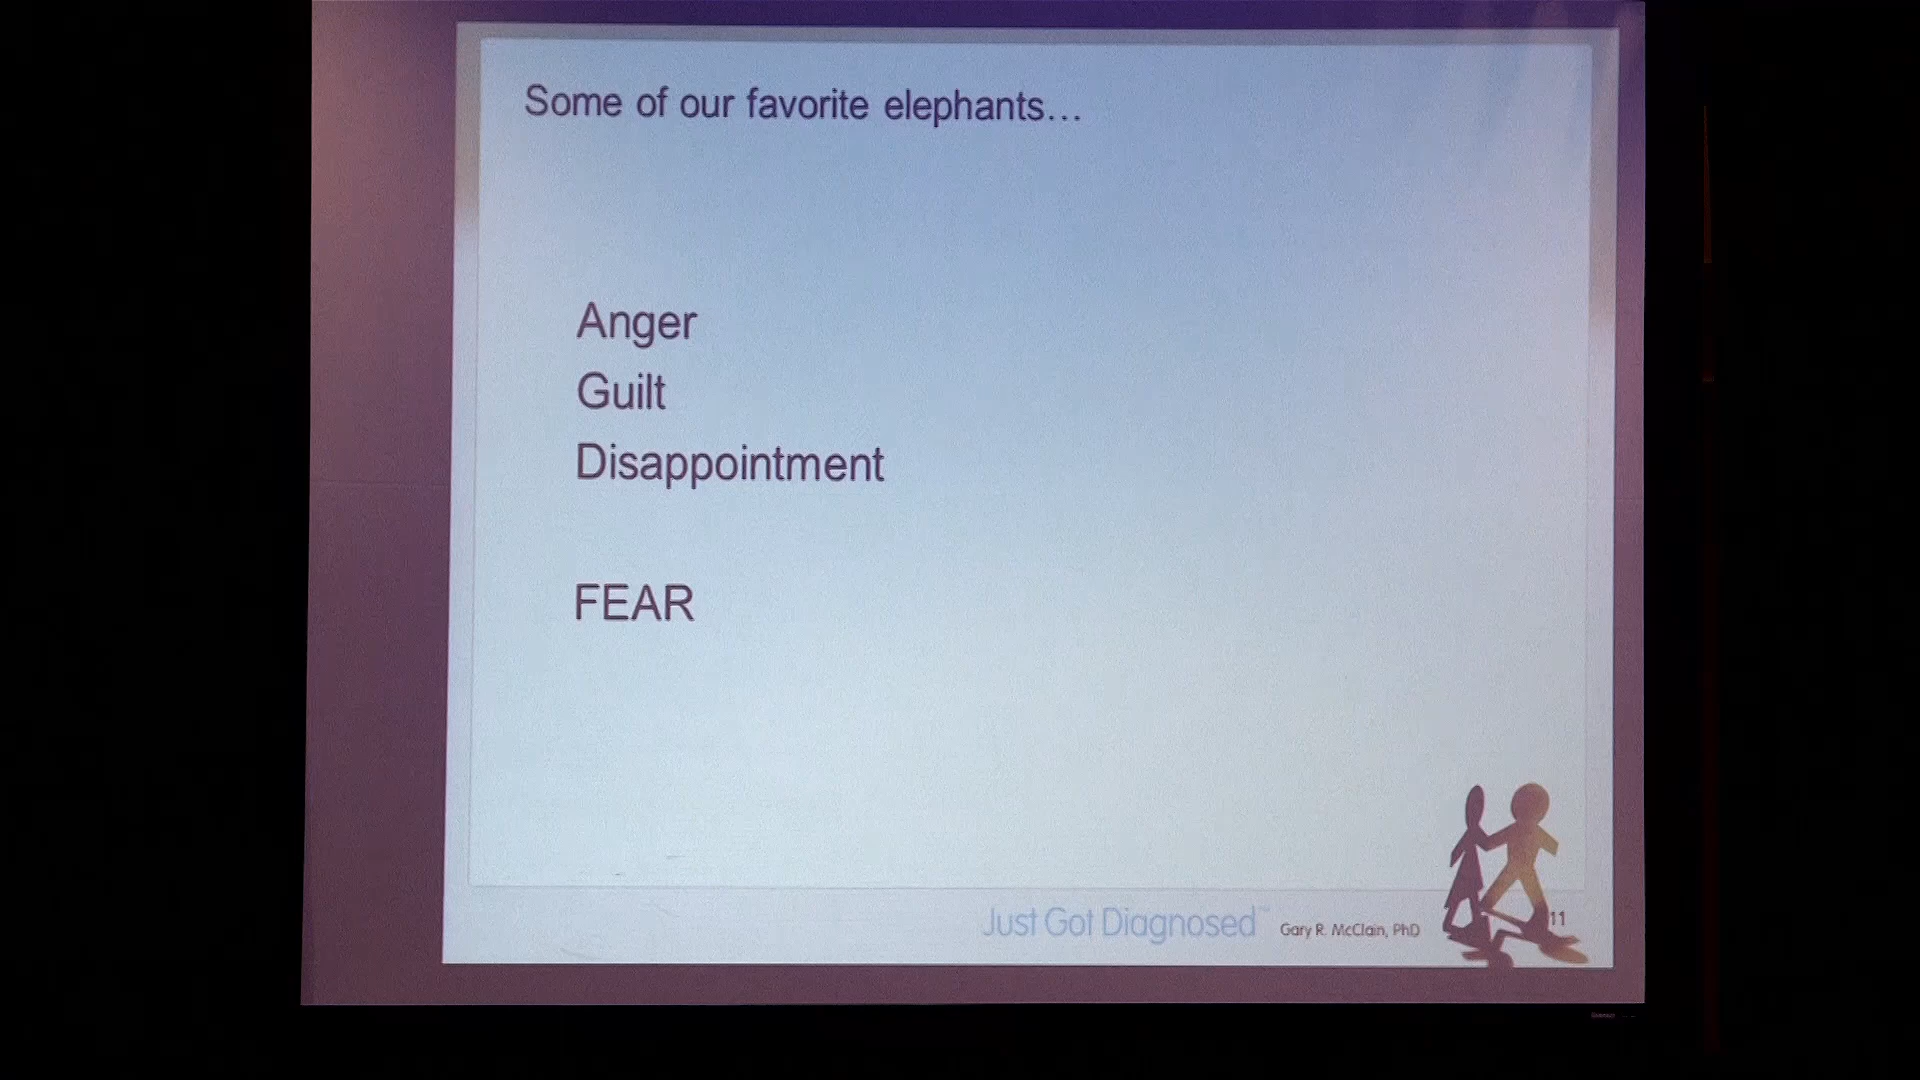 Some of our favorite elephants...
Anger
Guilt
Disappointment
FEAR
Just Got Diagnosed™ Gary R. McClain, PhD
11